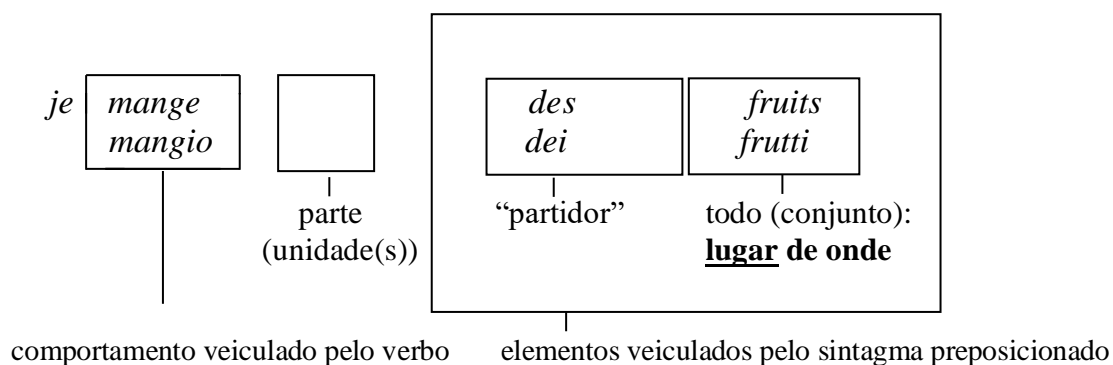 je mange des fruits
mangio dei frutti
parte "partidor" todo (conjunto):
(unidade(s)) lugar de onde
comportamento veiculado pelo verbo elementos veiculados pelo sintagma preposicionado